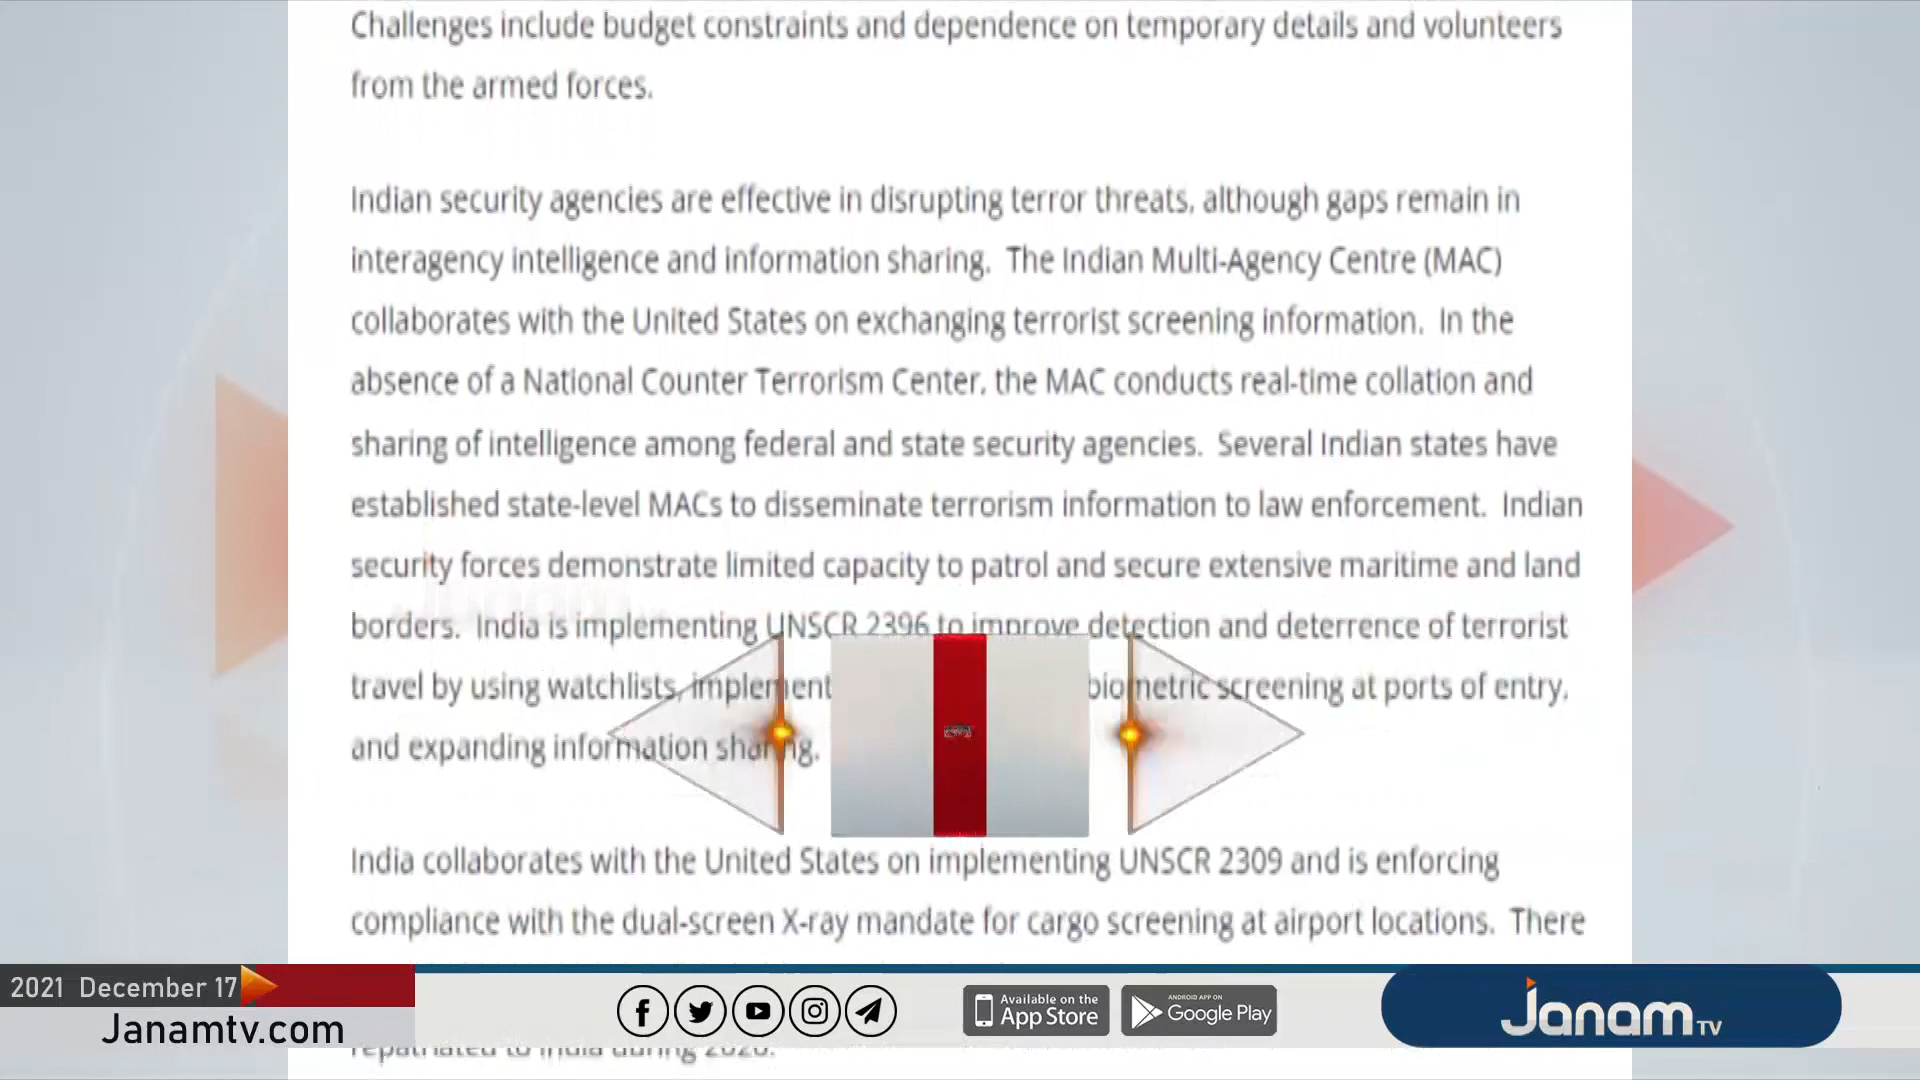 Challenges include budget constraints and dependence on temporary details and volunteers
from the armed forces.
Indian security agencies are effective in disrupting terror threats, although gaps remain in
interagency intelligence and information sharing. The Indian Multi-Agency Centre (MAC)
collaborates with the United States on exchanging terrorist screening information. In the
absence of a National Counter Terrorism Center, the MAC conducts real-time collation and
sharing of intelligence among federal and state security agencies. Several Indian states have
established state-level MACs to disseminate terrorism information to law enforcement. Indian
security forces demonstrate limited capacity to patrol and secure extensive maritime and land
borders. India is implementing UNSCR 2396 to improve detection and deterrence of terrorist
travel by using watchlists, implement biometric screening at ports of entry,
and expanding information sharing.
India collaborates with the United States on implementing UNSCR 2309 and is enforcing
compliance with the dual-screen X-ray mandate for cargo screening at airport locations. There
repatriated to India during 2020.
2021 December 17
Janamtv.com
Available on the
App Store
ANDROID APP ON
Google Play
Janam TV